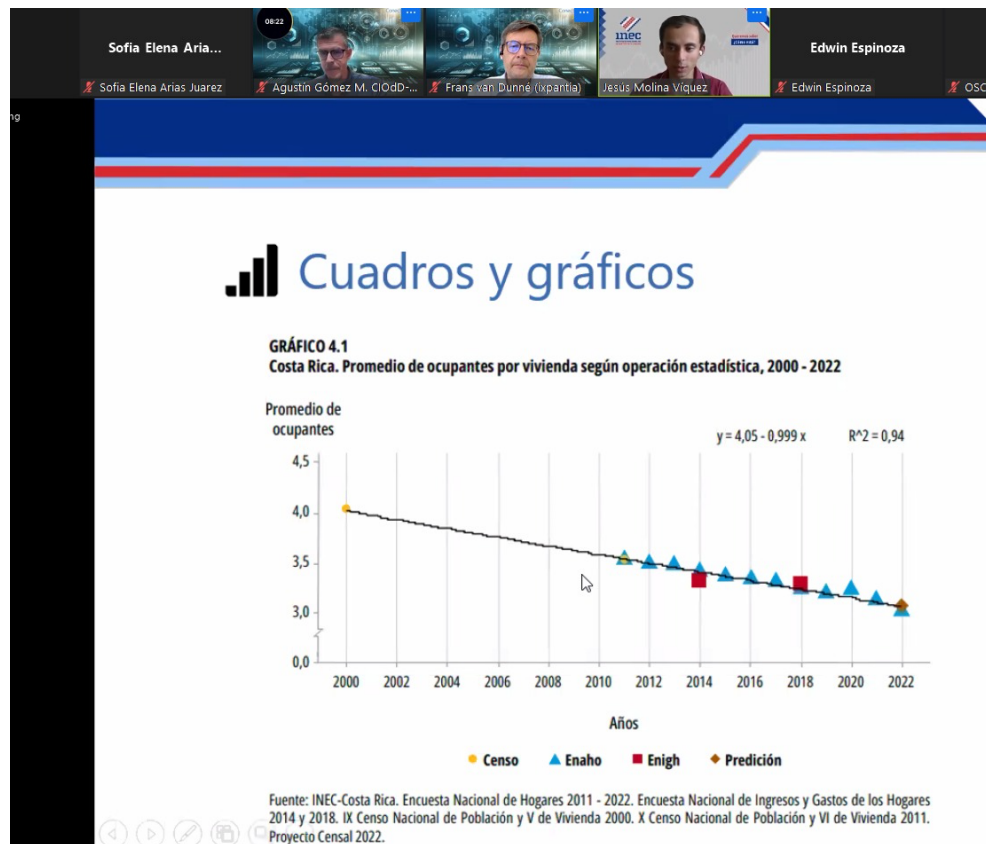 Sofia Elena Aria...
Sofia Elena Arias Juarez
08:22
Agustín Gómez M. CIOdD-...
Frans van Dunné (ixpantia)
inec
Jesús Molina Víquez
Edwin Espinoza
Edwin Espinoza
OSC
ng
Cuadros y gráficos
GRÁFICO 4.1
Costa Rica. Promedio de ocupantes por vivienda según operación estadística, 2000 - 2022
Promedio de
ocupantes
y = 4,05 - 0,999 x R^2 = 0,94
4,5
4,0
3,5
3,0
0,0
2000 2002 2004 2006 2008 2010 2012 2014 2016 2018 2020 2022
Años
Censo Enaho Enigh Predición
Fuente: INEC-Costa Rica. Encuesta Nacional de Hogares 2011 - 2022. Encuesta Nacional de Ingresos y Gastos de los Hogares
2014 y 2018. IX Censo Nacional de Población y V de Vivienda 2000. X Censo Nacional de Población y VI de Vivienda 2011.
Proyecto Censal 2022.